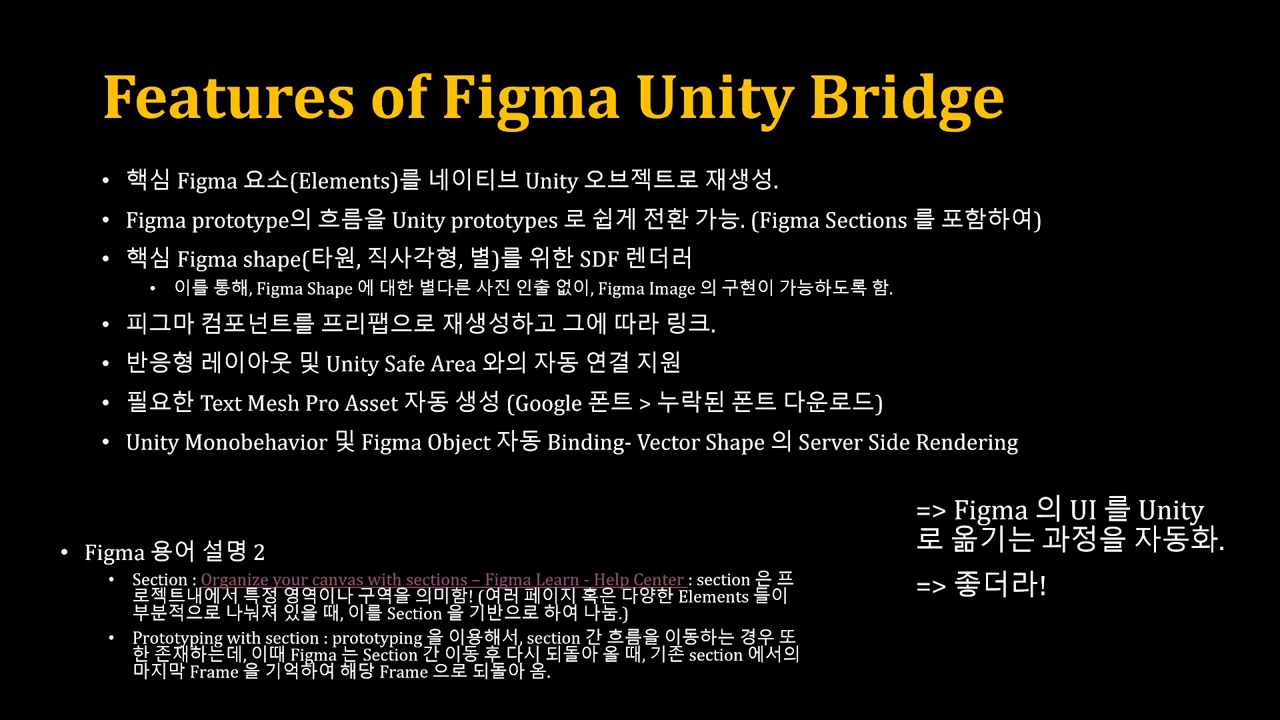 Features of Figma Unity Bridge
• 핵심 Figma 요소(Elements)를 네이티브 Unity 오브젝트로 재생성.
• Figma prototype의 흐름을 Unity prototypes 로 쉽게 전환 가능. (Figma Sections 를 포함하여)
• 핵심 Figma shape(타원, 직사각형, 별)를 위한 SDF 렌더러
• 이를 통해, Figma Shape 에 대한 별다른 사진 인출 없이, Figma Image 의 구현이 가능하도록 함.
• 피그마 컴포넌트를 프리팹으로 재생성하고 그에 따라 링크.
• 반응형 레이아웃 및 Unity Safe Area 와의 자동 연결 지원
• 필요한 Text Mesh Pro Asset 자동 생성 (Google 폰트 > 누락된 폰트 다운로드)
• Unity Monobehavior 및 Figma Object 자동 Binding- Vector Shape 의 Server Side Rendering
=> Figma 의 UI 를 Unity
로 옮기는 과정을 자동화.
=> 좋더라!
• Figma 용어 설명 2
• Section : Organize your canvas with sections – Figma Learn - Help Center : section 은 프
로젝트내에서 특정 영역이나 구역을 의미함! (여러 페이지 혹은 다양한 Elements 들이
부분적으로 나눠져 있을 때, 이를 Section 을 기반으로 하여 나눔.)
• Prototyping with section : prototyping 을 이용해서, section 간 흐름을 이동하는 경우 또
한 존재하는데, 이때 Figma 는 Section 간 이동 후 다시 되돌아 올 때, 기존 section 에서의
마지막 Frame 을 기억하여 해당 Frame 으로 되돌아 옴.